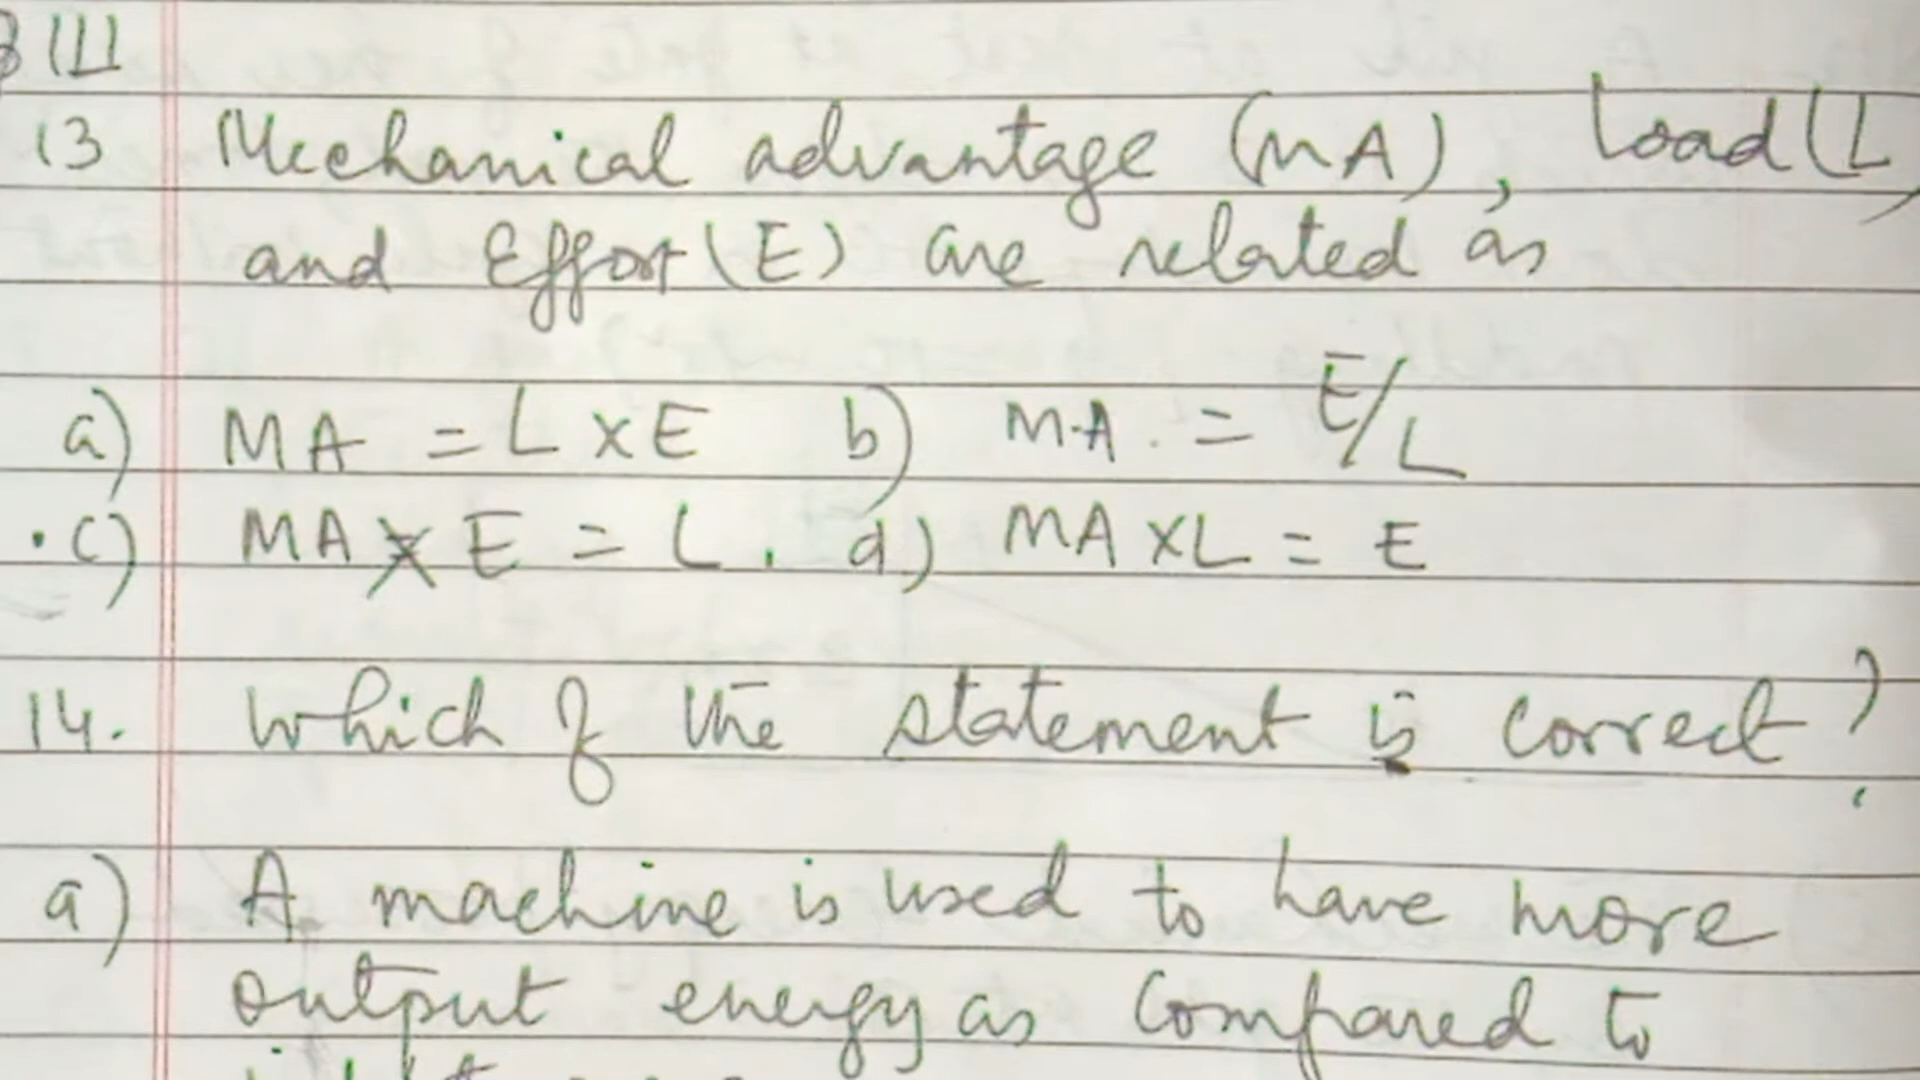 13 Mechanical advantage (MA), Load (L)
and Effort (E) are related as
a) MA = L x E b) M.A. = E/L
c) MA x E = L. d) MA x L = E
14. Which of the statement is correct?
a) A machine is used to have more
output energy as compared to